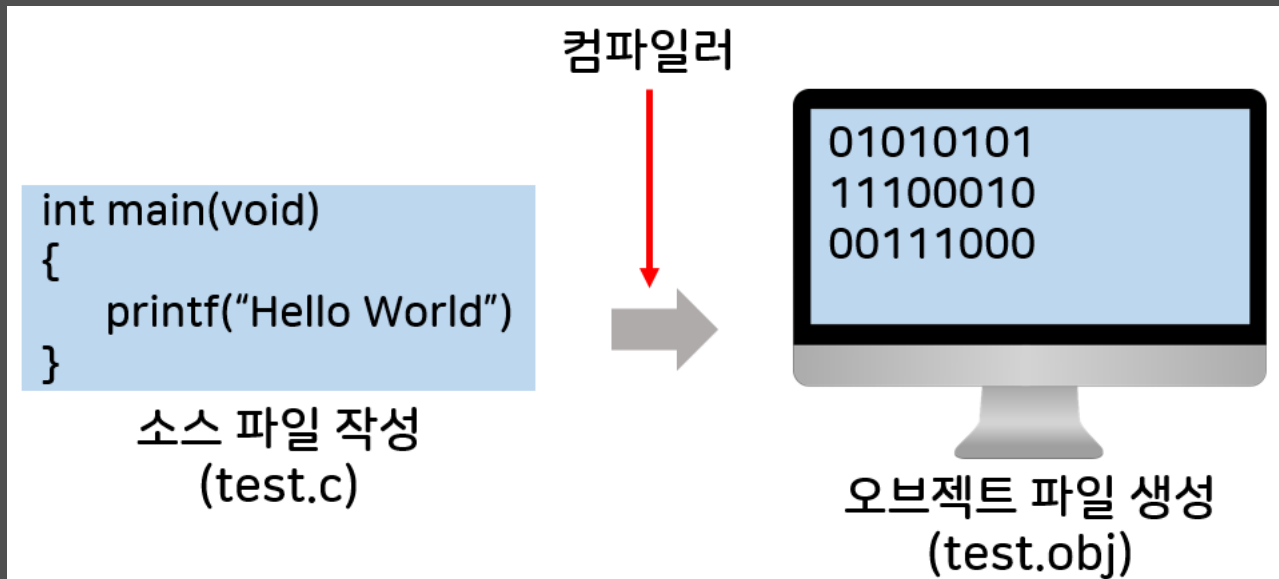 컴파일러
int main(void)
{
printf(“Hello World”)
}
소스 파일 작성
(test.c)
01010101
11100010
00111000
오브젝트 파일 생성
(test.obj)